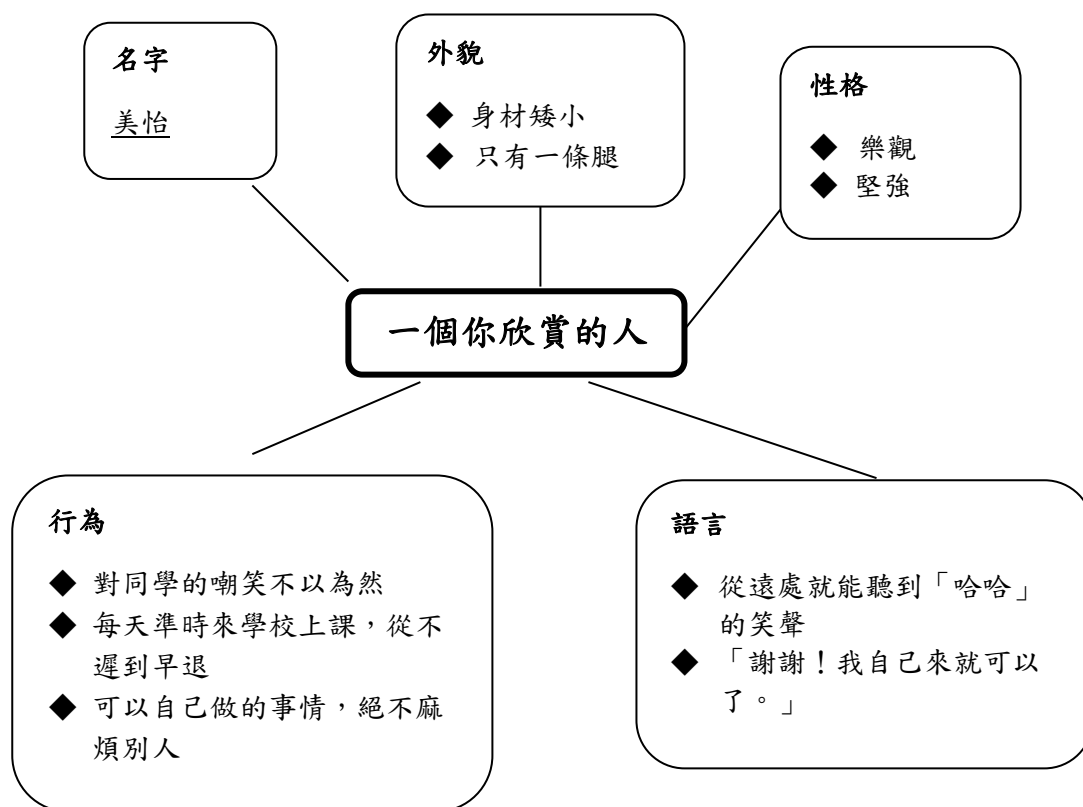 名字
美怡
外貌
◆ 身材矮小
◆ 只有一條腿
性格
◆ 樂觀
◆ 堅強
一個你欣賞的人
行為
◆ 對同學的嘲笑不以為然
◆ 每天準時來學校上課，從不
遲到早退
◆ 可以自己做的事情，絕不麻
煩別人
語言
◆ 從遠處就能聽到「哈哈」
的笑聲
◆ 「謝謝！我自己來就可以
了。」